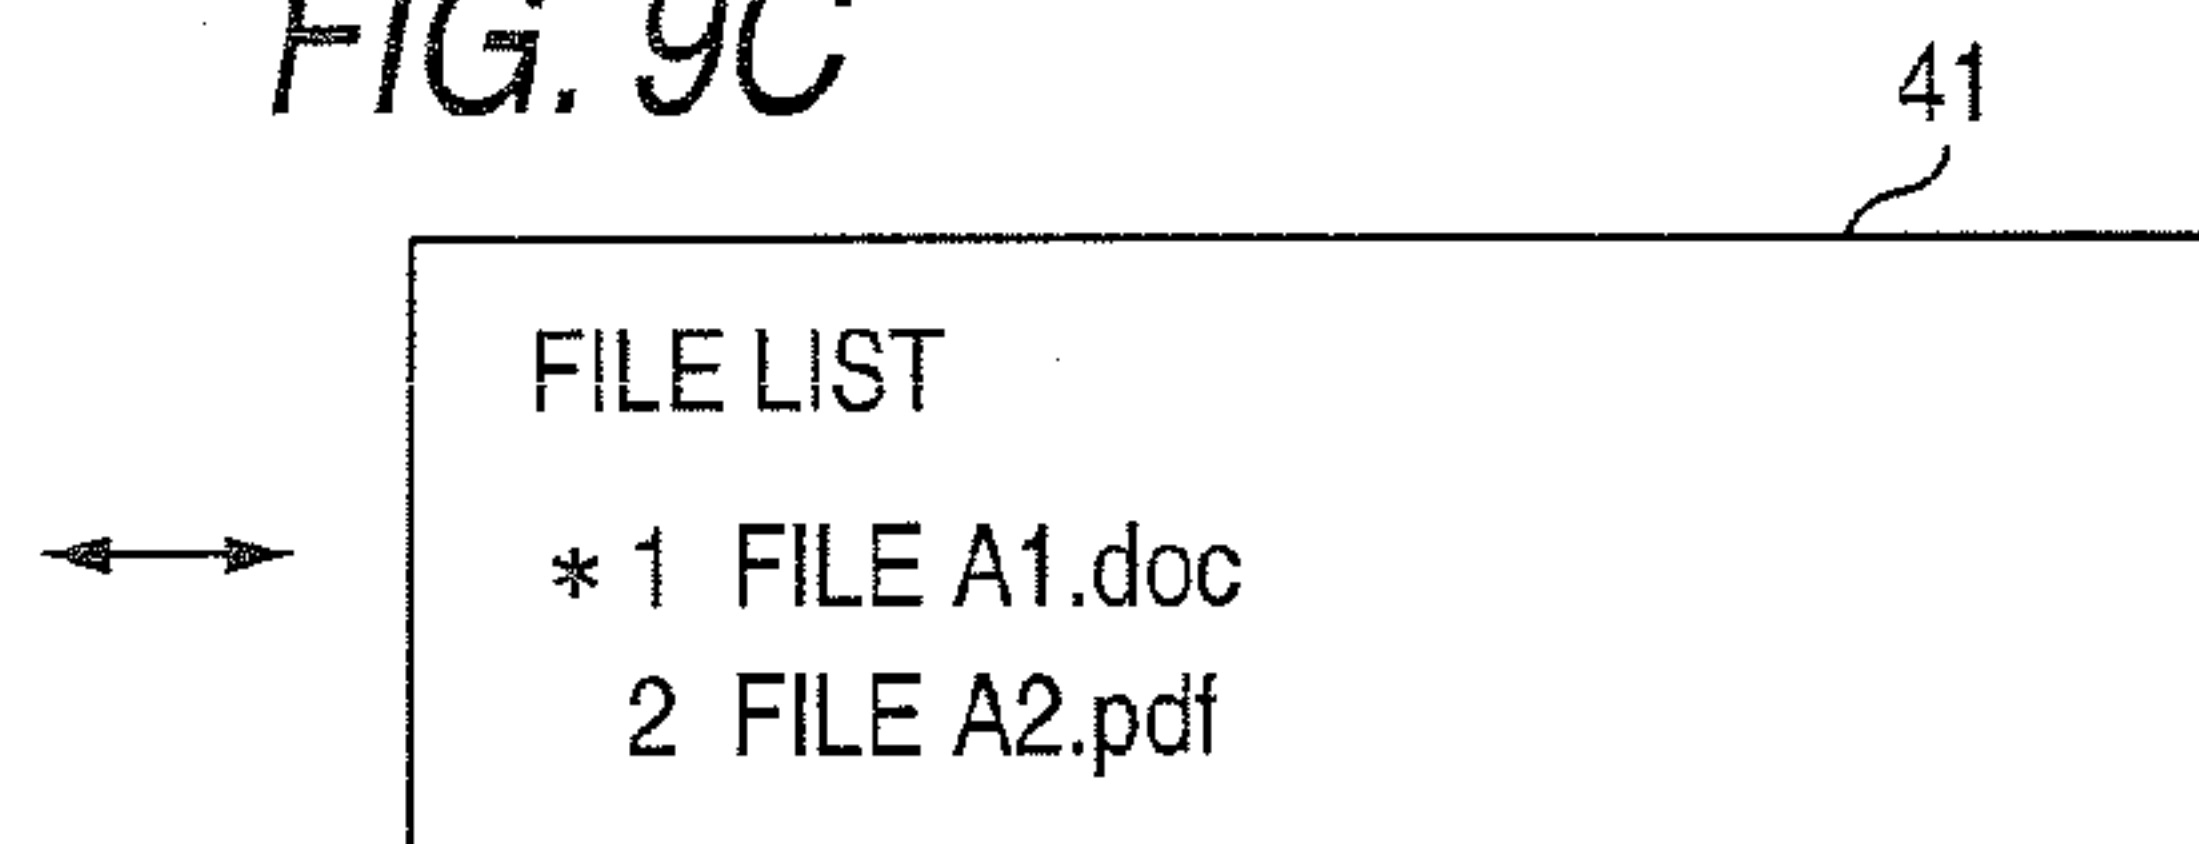 FIG. 9C
41
FILE LIST
* 1 FILE A1.doc
2 FILE A2.pdf